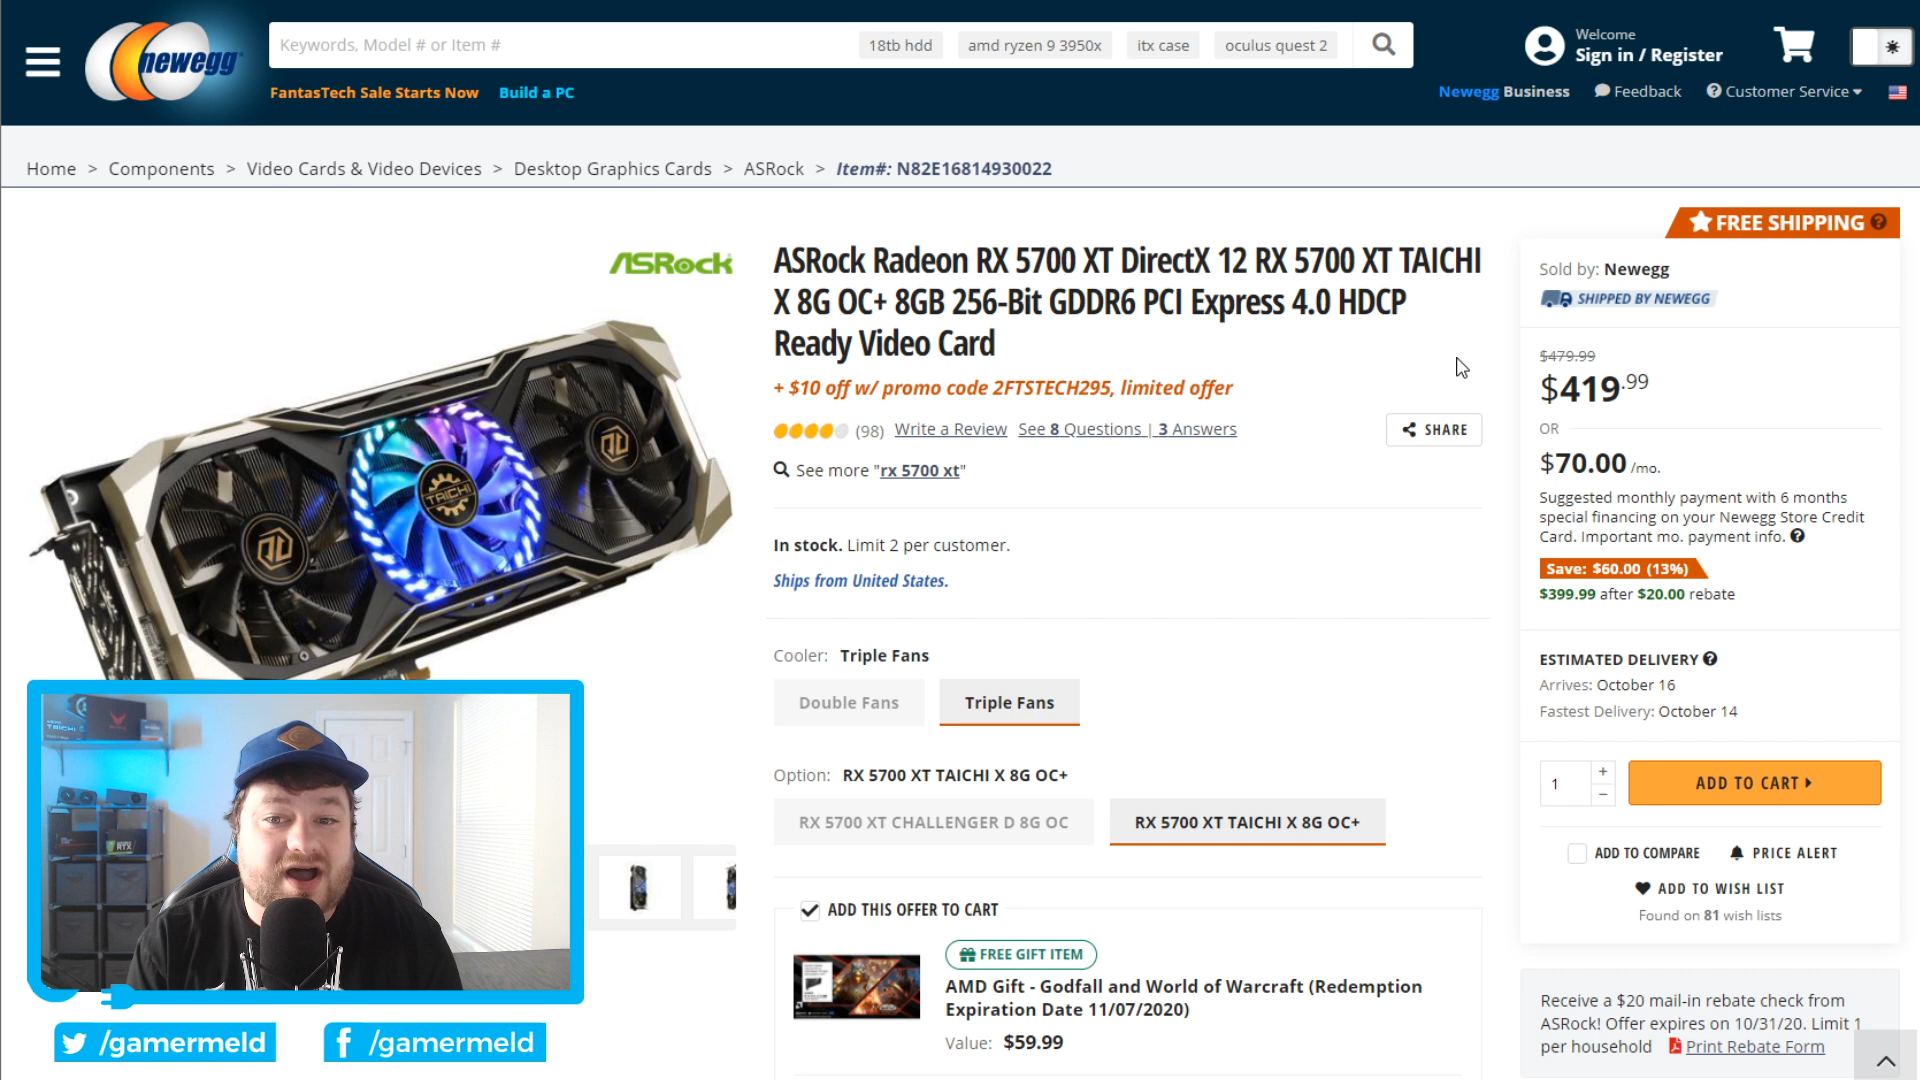 newegg
Keywords, Model # or Item #
18tb hdd
amd ryzen 9 3950x
itx case
oculus quest 2
Welcome
Sign in / Register
FantasTech Sale Starts Now
Build a PC
Newegg Business
Feedback
Customer Service
Home > Components > Video Cards & Video Devices > Desktop Graphics Cards > ASRock > Item#: N82E16814930022
FREE SHIPPING
ASRock
ASRock Radeon RX 5700 XT DirectX 12 RX 5700 XT TAICHI
X 8G OC+ 8GB 256-Bit GDDR6 PCI Express 4.0 HDCP
Ready Video Card
+ $10 off w/ promo code 2FTSTECH295, limited offer
(98) Write a Review See 8 Questions | 3 Answers
SHARE
See more "rx 5700 xt"
In stock. Limit 2 per customer.
Ships from United States.
Cooler: Triple Fans
Double Fans
Triple Fans
Option: RX 5700 XT TAICHI X 8G OC+
RX 5700 XT CHALLENGER D 8G OC
RX 5700 XT TAICHI X 8G OC+
ADD THIS OFFER TO CART
FREE GIFT ITEM
AMD Gift - Godfall and World of Warcraft (Redemption
Expiration Date 11/07/2020)
Value: $59.99
Sold by: Newegg
SHIPPED BY NEWEGG
$479.99
$419.99
OR
$70.00 /mo.
Suggested monthly payment with 6 months
special financing on your Newegg Store Credit
Card. Important mo. payment info.
Save: $60.00 (13%)
$399.99 after $20.00 rebate
ESTIMATED DELIVERY
Arrives: October 16
Fastest Delivery: October 14
1
+
−
ADD TO CART
ADD TO COMPARE
PRICE ALERT
ADD TO WISH LIST
Found on 81 wish lists
Receive a $20 mail-in rebate check from
ASRock! Offer expires on 10/31/20. Limit 1
per household Print Rebate Form
TAICHI
TAICHI
RTX
/gamermeld
/gamermeld